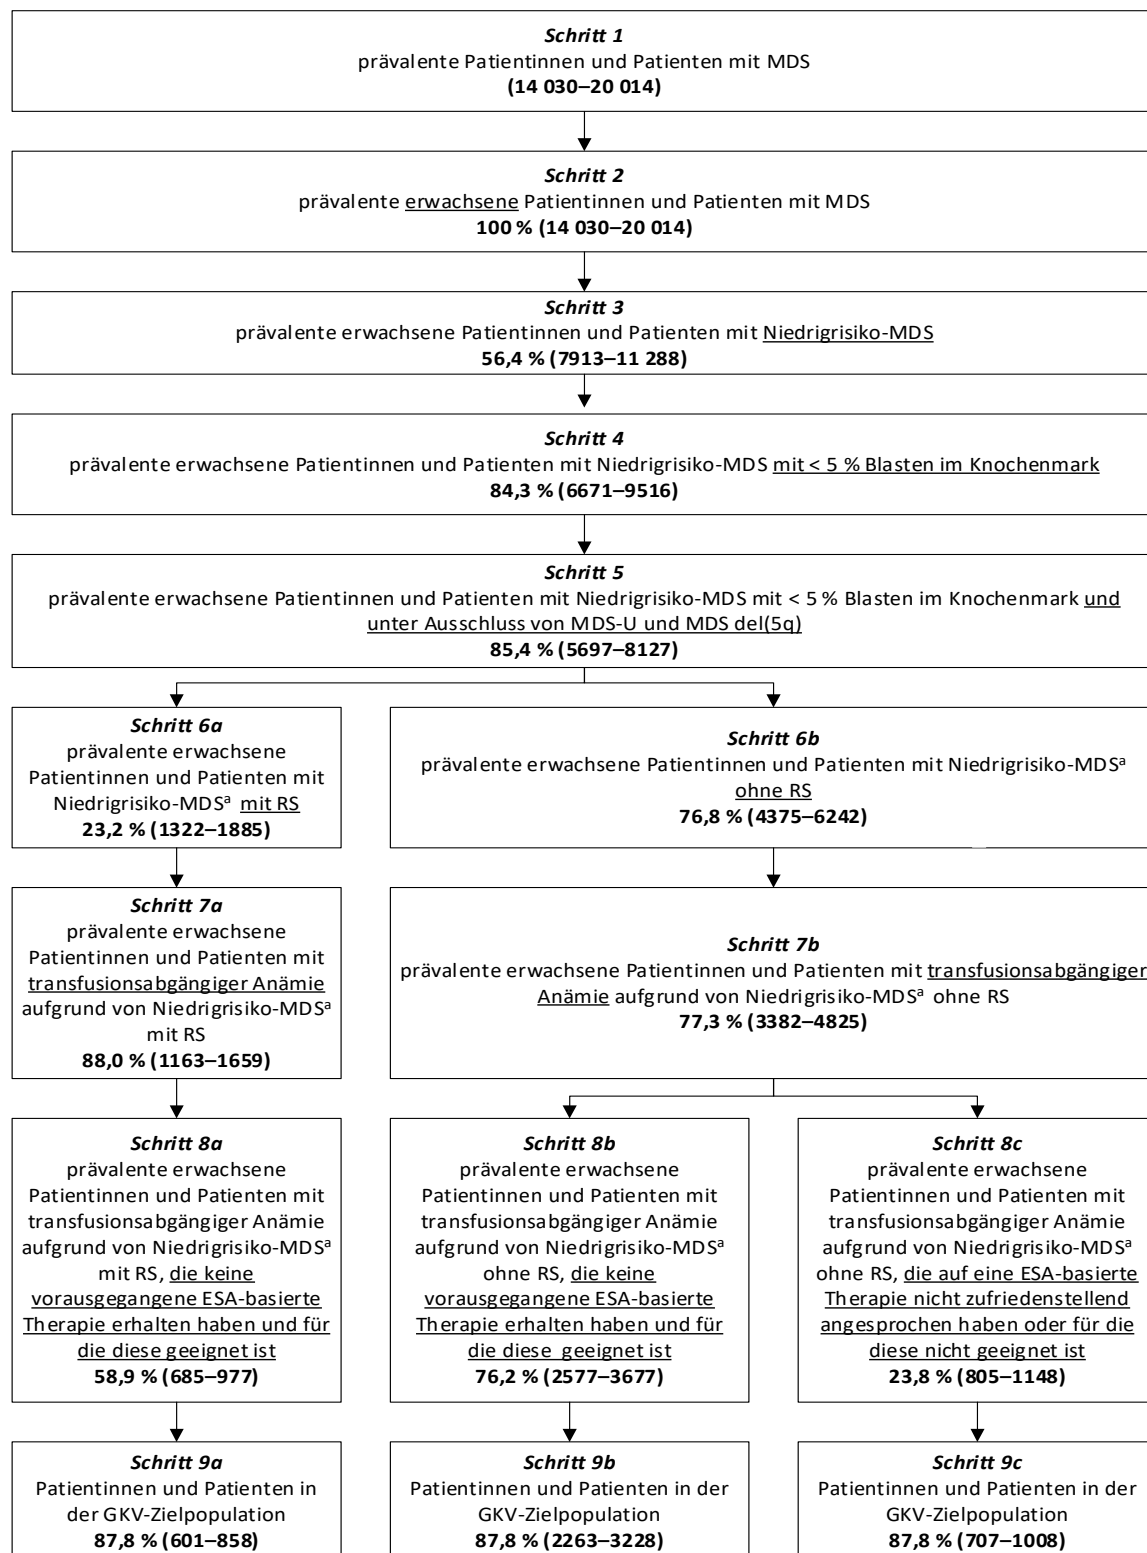 Schritt 1
prävalente Patientinnen und Patienten mit MDS
(14 030–20 014)
Schritt 2
prävalente erwachsene Patientinnen und Patienten mit MDS
100 % (14 030–20 014)
Schritt 3
prävalente erwachsene Patientinnen und Patienten mit Niedrigrisiko-MDS
56,4 % (7913–11 288)
Schritt 4
prävalente erwachsene Patientinnen und Patienten mit Niedrigrisiko-MDS mit < 5 % Blasten im Knochenmark
84,3 % (6671–9516)
Schritt 5
prävalente erwachsene Patientinnen und Patienten mit Niedrigrisiko-MDS mit < 5 % Blasten im Knochenmark und
unter Ausschluss von MDS-U und MDS del(5q)
85,4 % (5697–8127)
Schritt 6a
prävalente erwachsene
Patientinnen und Patienten mit
Niedrigrisiko-MDSᵃ mit RS
23,2 % (1322–1885)
Schritt 6b
prävalente erwachsene Patientinnen und Patienten mit Niedrigrisiko-MDSᵃ
ohne RS
76,8 % (4375–6242)
Schritt 7a
prävalente erwachsene
Patientinnen und Patienten mit
transfusionsabgängiger Anämie
aufgrund von Niedrigrisiko-MDSᵃ
mit RS
88,0 % (1163–1659)
Schritt 7b
prävalente erwachsene Patientinnen und Patienten mit transfusionsabgängiger
Anämie aufgrund von Niedrigrisiko-MDSᵃ ohne RS
77,3 % (3382–4825)
Schritt 8a
prävalente erwachsene
Patientinnen und Patienten mit
transfusionsabgängiger Anämie
aufgrund von Niedrigrisiko-MDSᵃ
mit RS, die keine
vorausgegangene ESA-basierte
Therapie erhalten haben und für
die diese geeignet ist
58,9 % (685–977)
Schritt 8b
prävalente erwachsene
Patientinnen und Patienten mit
transfusionsabgängiger Anämie
aufgrund von Niedrigrisiko-MDSᵃ
ohne RS, die keine
vorausgegangene ESA-basierte
Therapie erhalten haben und für
die diese geeignet ist
76,2 % (2577–3677)
Schritt 8c
prävalente erwachsene
Patientinnen und Patienten mit
transfusionsabgängiger Anämie
aufgrund von Niedrigrisiko-MDSᵃ
ohne RS, die auf eine ESA-basierte
Therapie nicht zufriedenstellend
angesprochen haben oder für die
diese nicht geeignet ist
23,8 % (805–1148)
Schritt 9a
Patientinnen und Patienten in
der GKV-Zielpopulation
87,8 % (601–858)
Schritt 9b
Patientinnen und Patienten in der
GKV-Zielpopulation
87,8 % (2263–3228)
Schritt 9c
Patientinnen und Patienten in der
GKV-Zielpopulation
87,8 % (707–1008)